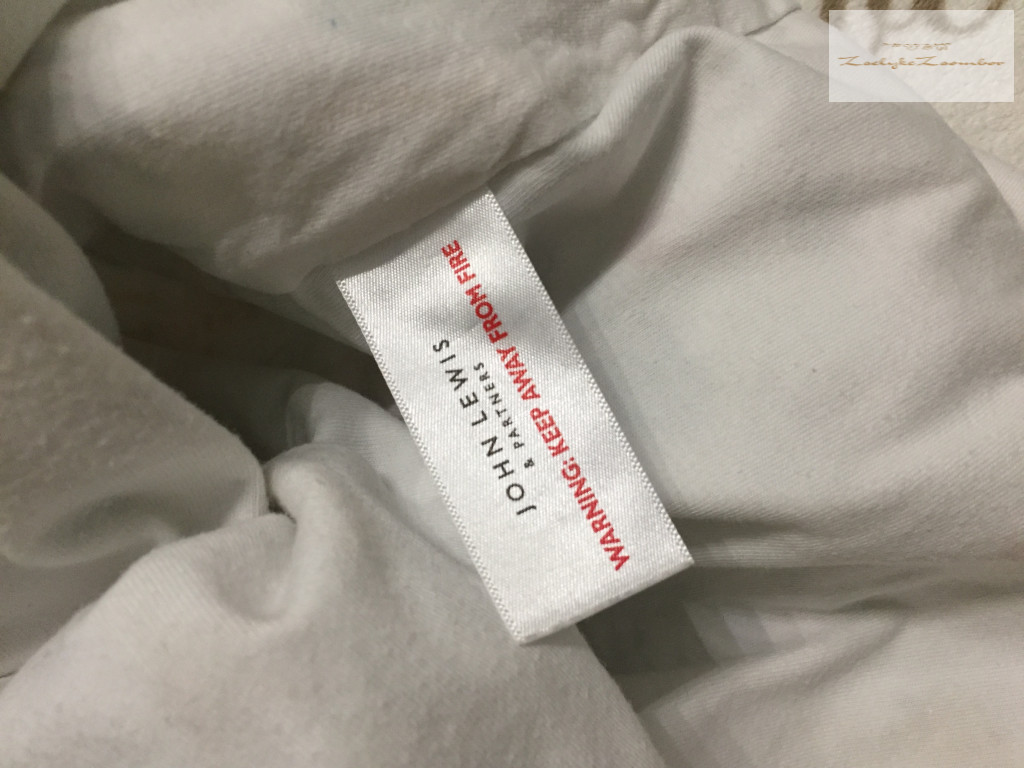 JOHN LEWIS
& PARTNERS
WARNING: KEEP AWAY FROM FIRE